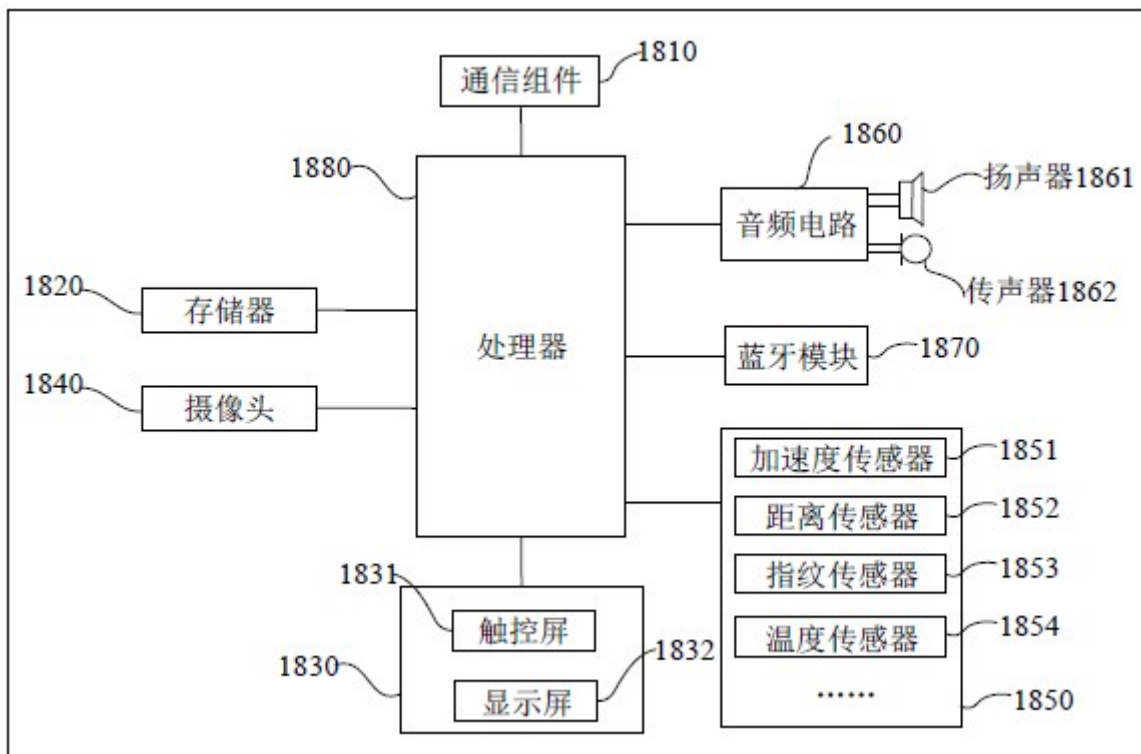 1810
通信组件
1880
1860
扬声器1861
音频电路
传声器1862
1820
存储器
处理器
1870
蓝牙模块
1840
摄像头
加速度传感器
1851
距离传感器
1852
指纹传感器
1853
温度传感器
1854
……
1850
1831
触控屏
1832
1830
显示屏